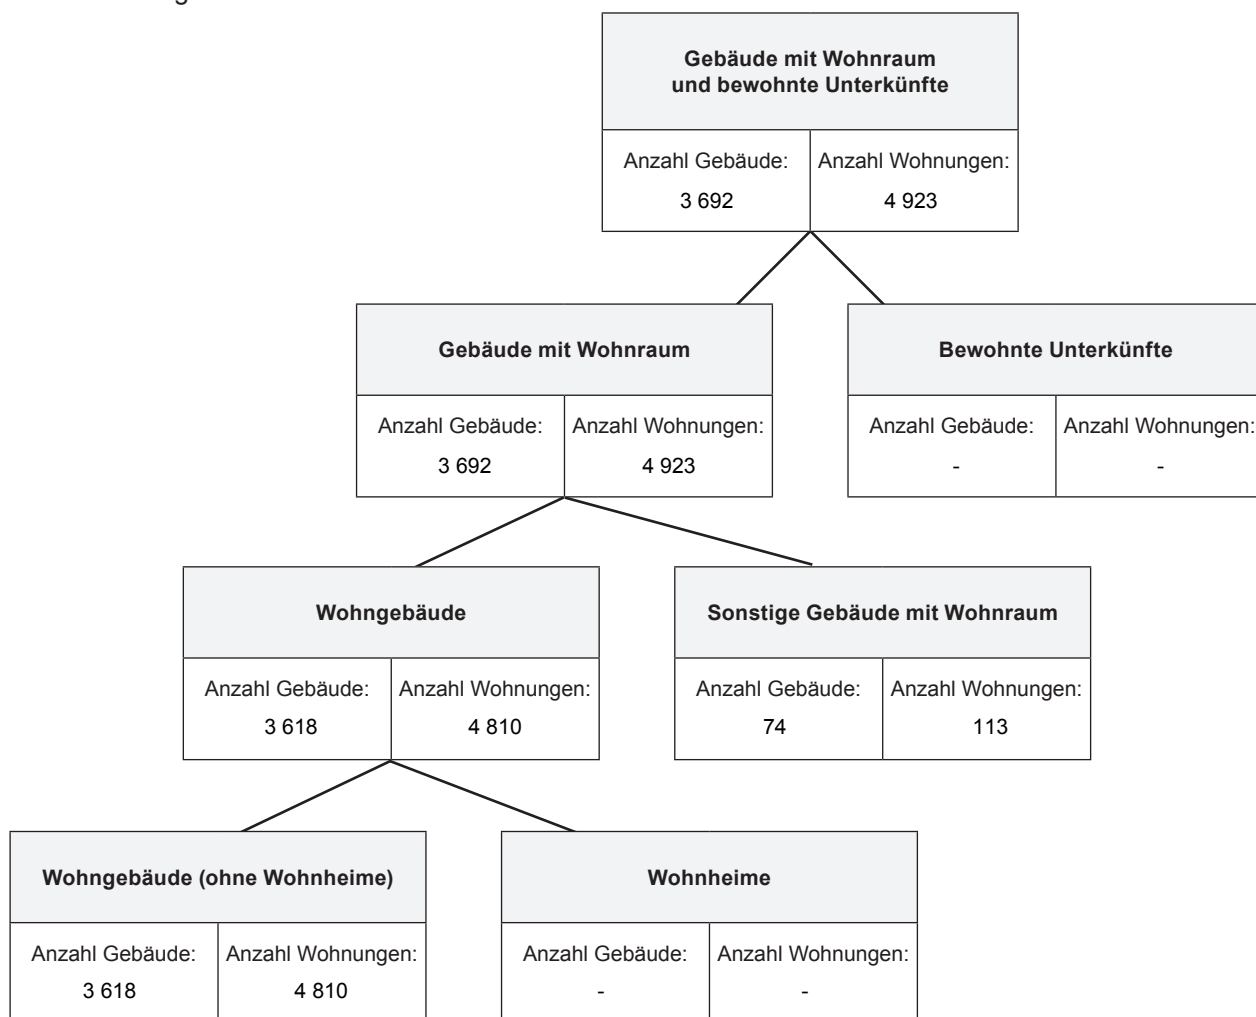 Gebäude mit Wohnraum
und bewohnte Unterkünfte
Anzahl Gebäude: Anzahl Wohnungen:
3 692 4 923
Gebäude mit Wohnraum
Anzahl Gebäude: Anzahl Wohnungen:
3 692 4 923
Bewohnte Unterkünfte
Anzahl Gebäude: Anzahl Wohnungen:
- -
Wohngebäude
Anzahl Gebäude: Anzahl Wohnungen:
3 618 4 810
Sonstige Gebäude mit Wohnraum
Anzahl Gebäude: Anzahl Wohnungen:
74 113
Wohngebäude (ohne Wohnheime)
Anzahl Gebäude: Anzahl Wohnungen:
3 618 4 810
Wohnheime
Anzahl Gebäude: Anzahl Wohnungen:
- -